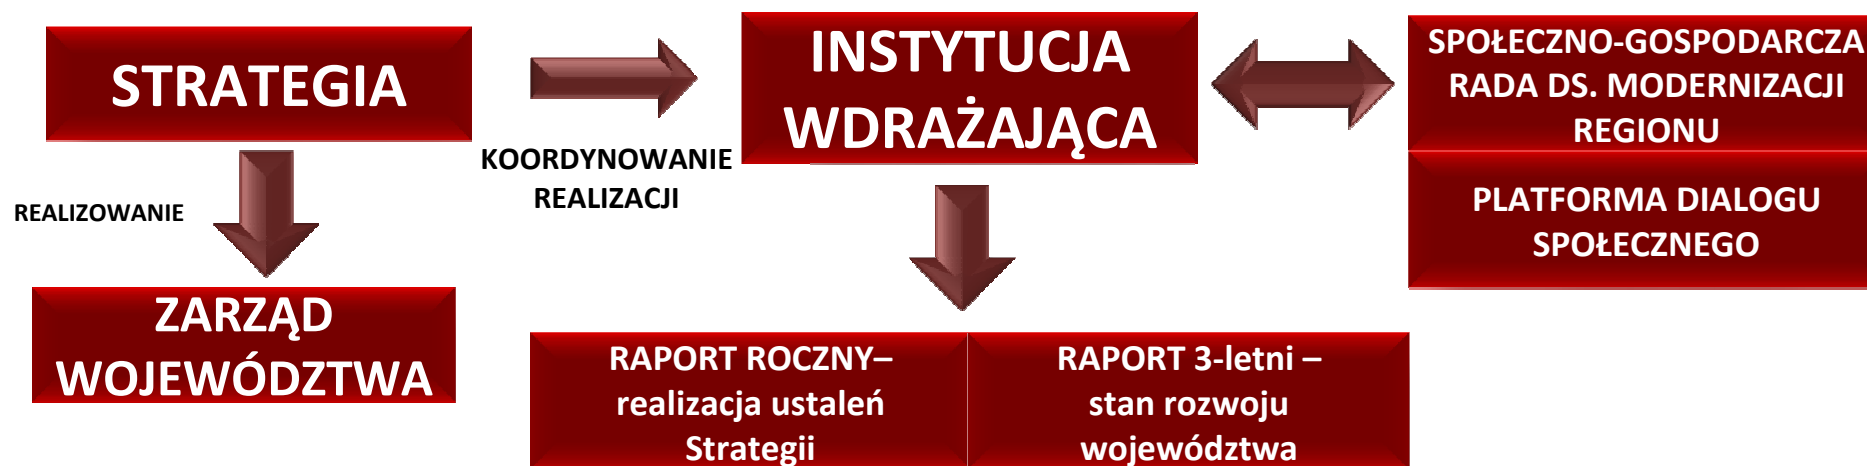 STRATEGIA
REALIZOWANIE
ZARZĄD
WOJEWÓDZTWA
KOORDYNOWANIE
REALIZACJI
INSTYTUCJA
WDRAŻAJĄCA
RAPORT ROCZNY–
realizacja ustaleń
Strategii
RAPORT 3-letni –
stan rozwoju
województwa
SPOŁECZNO-GOSPODARCZA
RADA DS. MODERNIZACJI
REGIONU
PLATFORMA DIALOGU
SPOŁECZNEGO